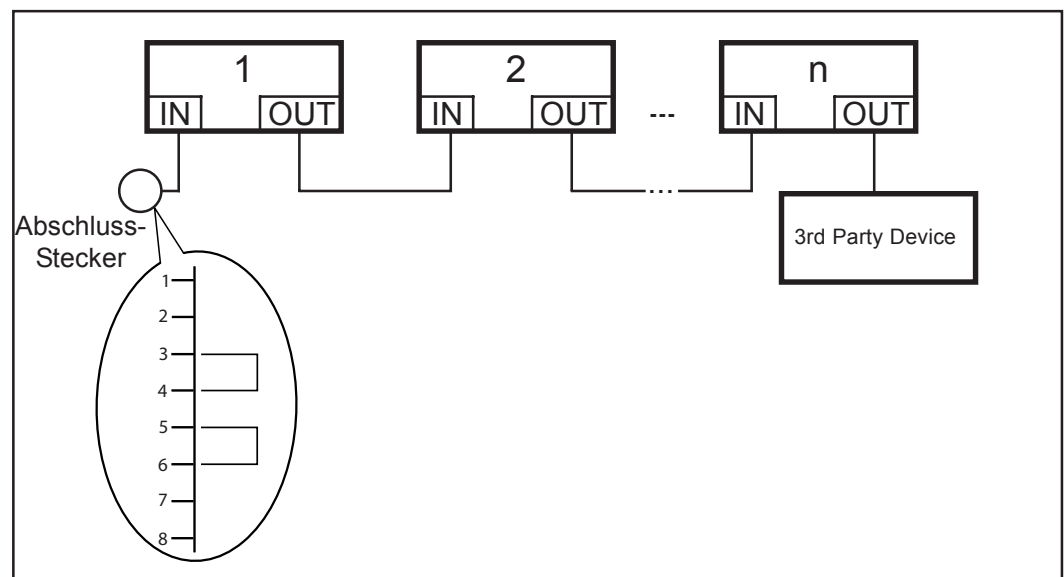 1
IN OUT
2
IN OUT
---
n
IN OUT
...
Abschluss-
Stecker
3rd Party Device
1
2
3
4
5
6
7
8